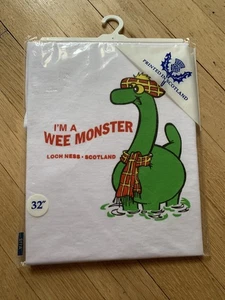 PRINTED IN SCOTLAND
I'M A
WEE MONSTER
LOCH NESS • SCOTLAND
32"